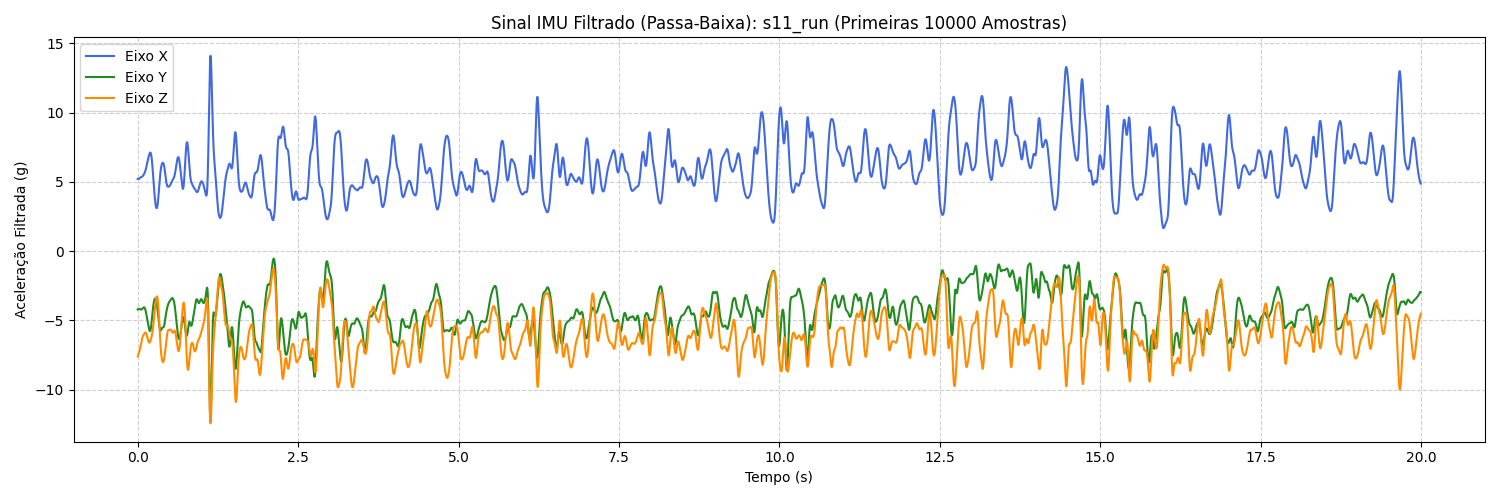 Sinal IMU Filtrado (Passa-Baixa): s11_run (Primeiras 10000 Amostras)
Eixo X
Eixo Y
Eixo Z
Aceleração Filtrada (g)
15
10
5
0
−5
−10
0.0
2.5
5.0
7.5
10.0
12.5
15.0
17.5
20.0
Tempo (s)